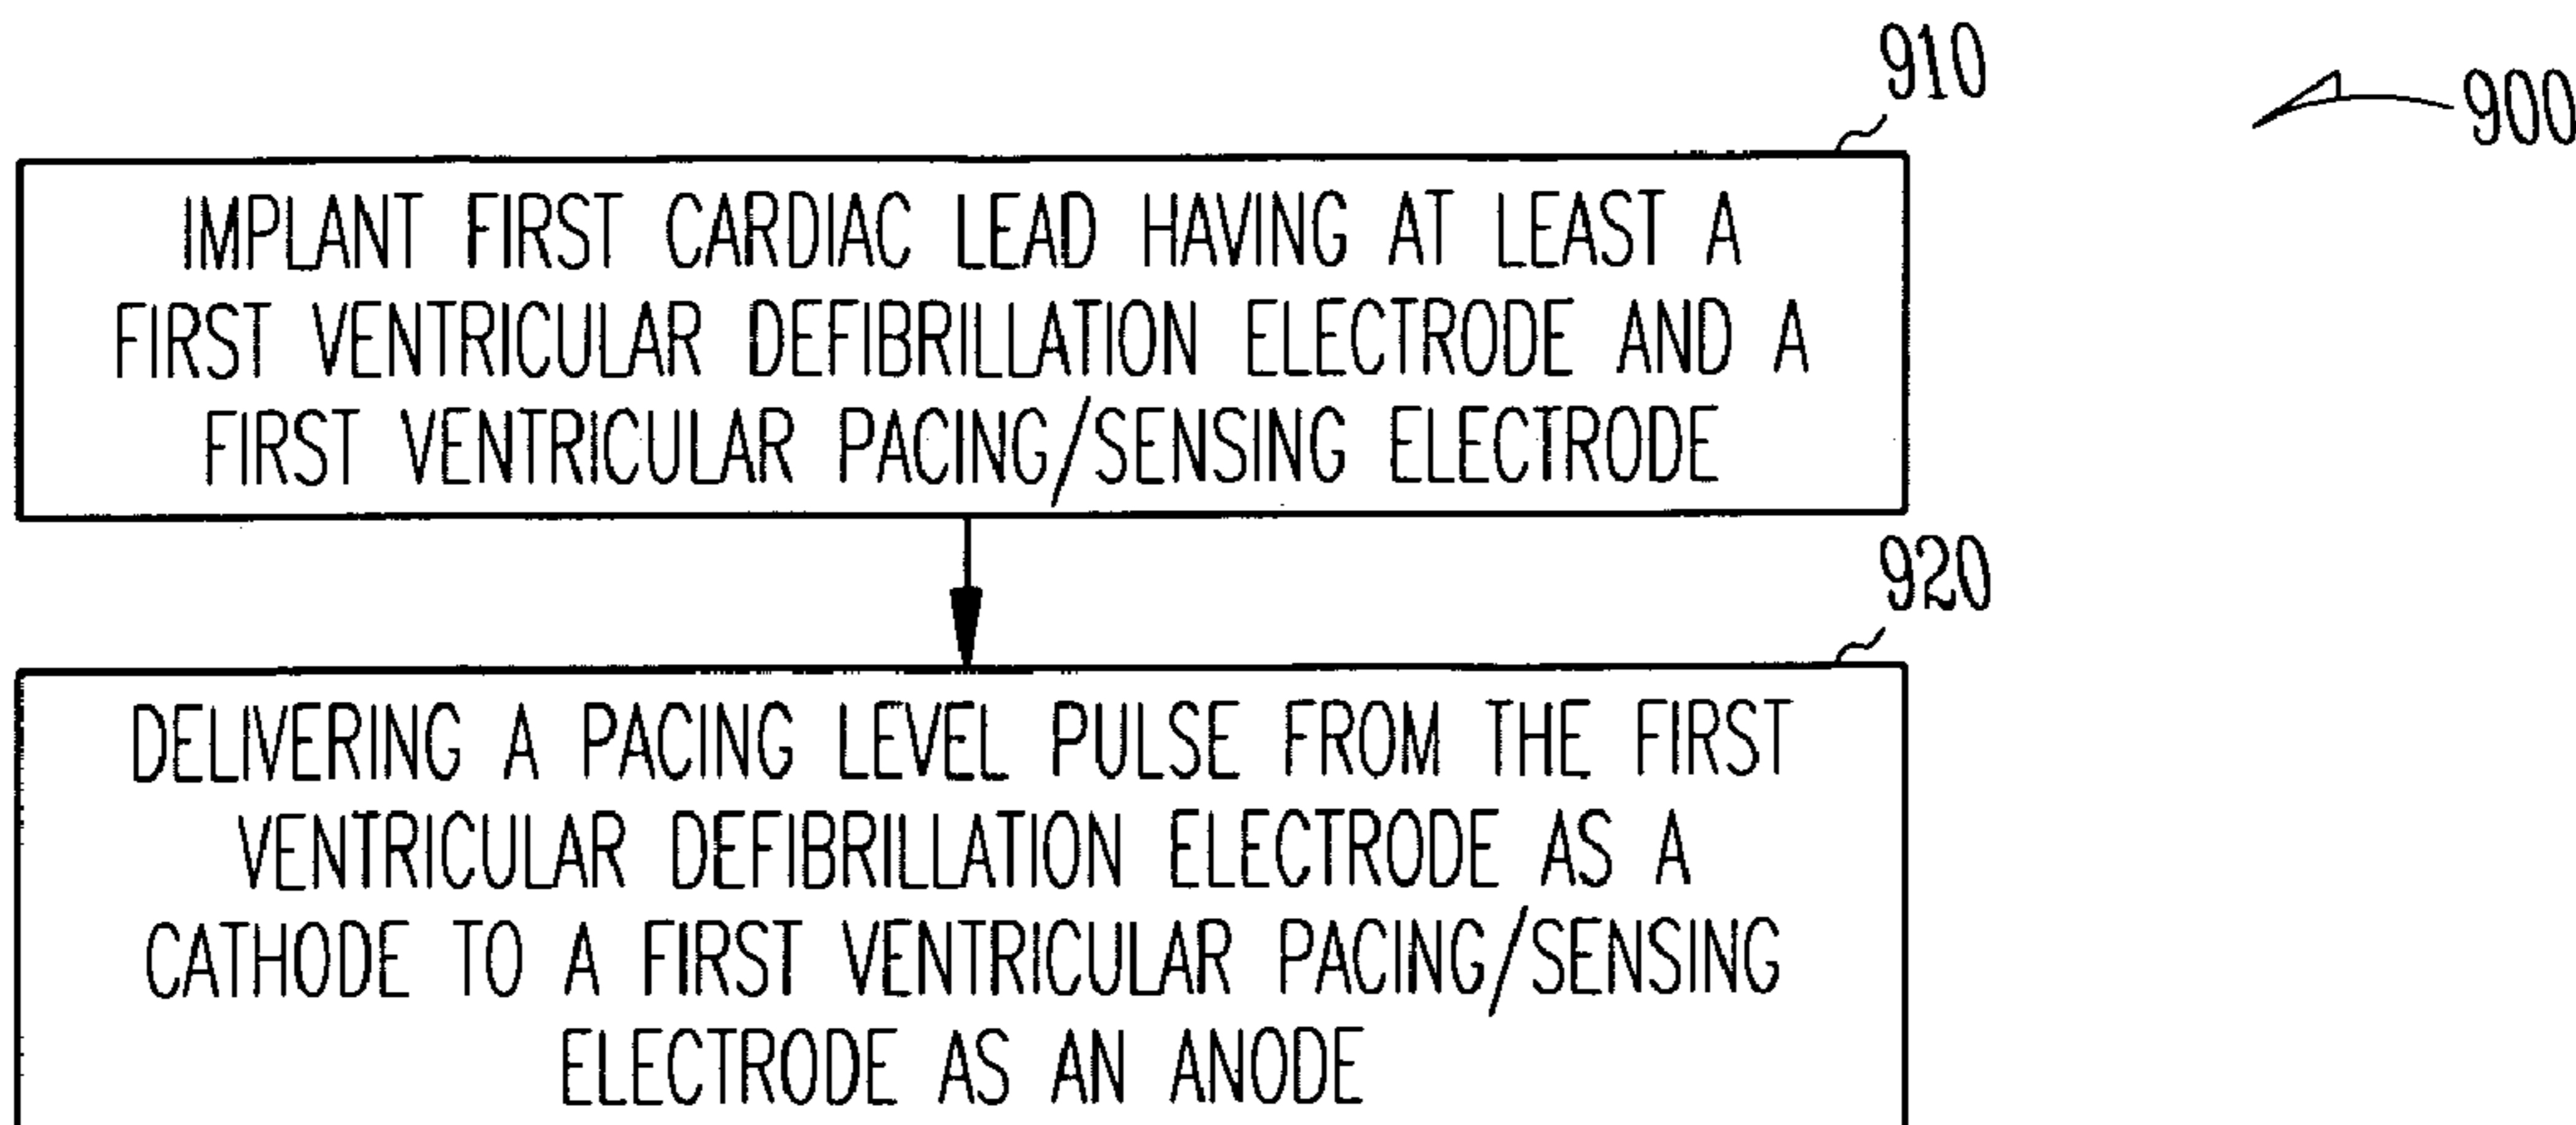 910
900
IMPLANT FIRST CARDIAC LEAD HAVING AT LEAST A
FIRST VENTRICULAR DEFIBRILLATION ELECTRODE AND A
FIRST VENTRICULAR PACING/SENSING ELECTRODE
920
DELIVERING A PACING LEVEL PULSE FROM THE FIRST
VENTRICULAR DEFIBRILLATION ELECTRODE AS A
CATHODE TO A FIRST VENTRICULAR PACING/SENSING
ELECTRODE AS AN ANODE